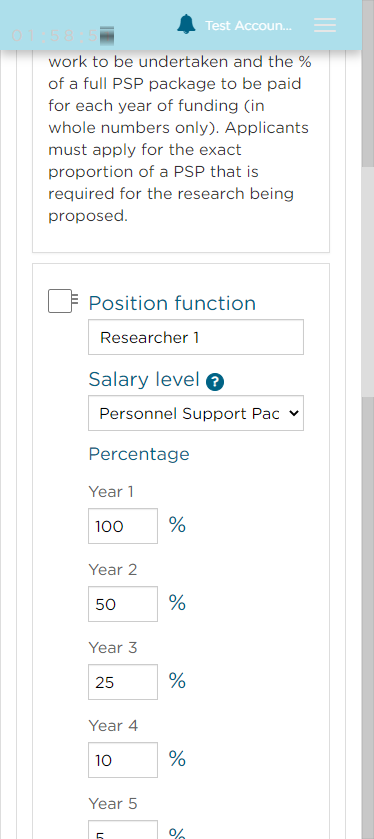 01:58:5
Test Accoun...
work to be undertaken and the %
of a full PSP package to be paid
for each year of funding (in
whole numbers only). Applicants
must apply for the exact
proportion of a PSP that is
required for the research being
proposed.
Position function
Researcher 1
Salary level ?
Personnel Support Pac
Percentage
Year 1
100 %
Year 2
50 %
Year 3
25 %
Year 4
10 %
Year 5
5 %